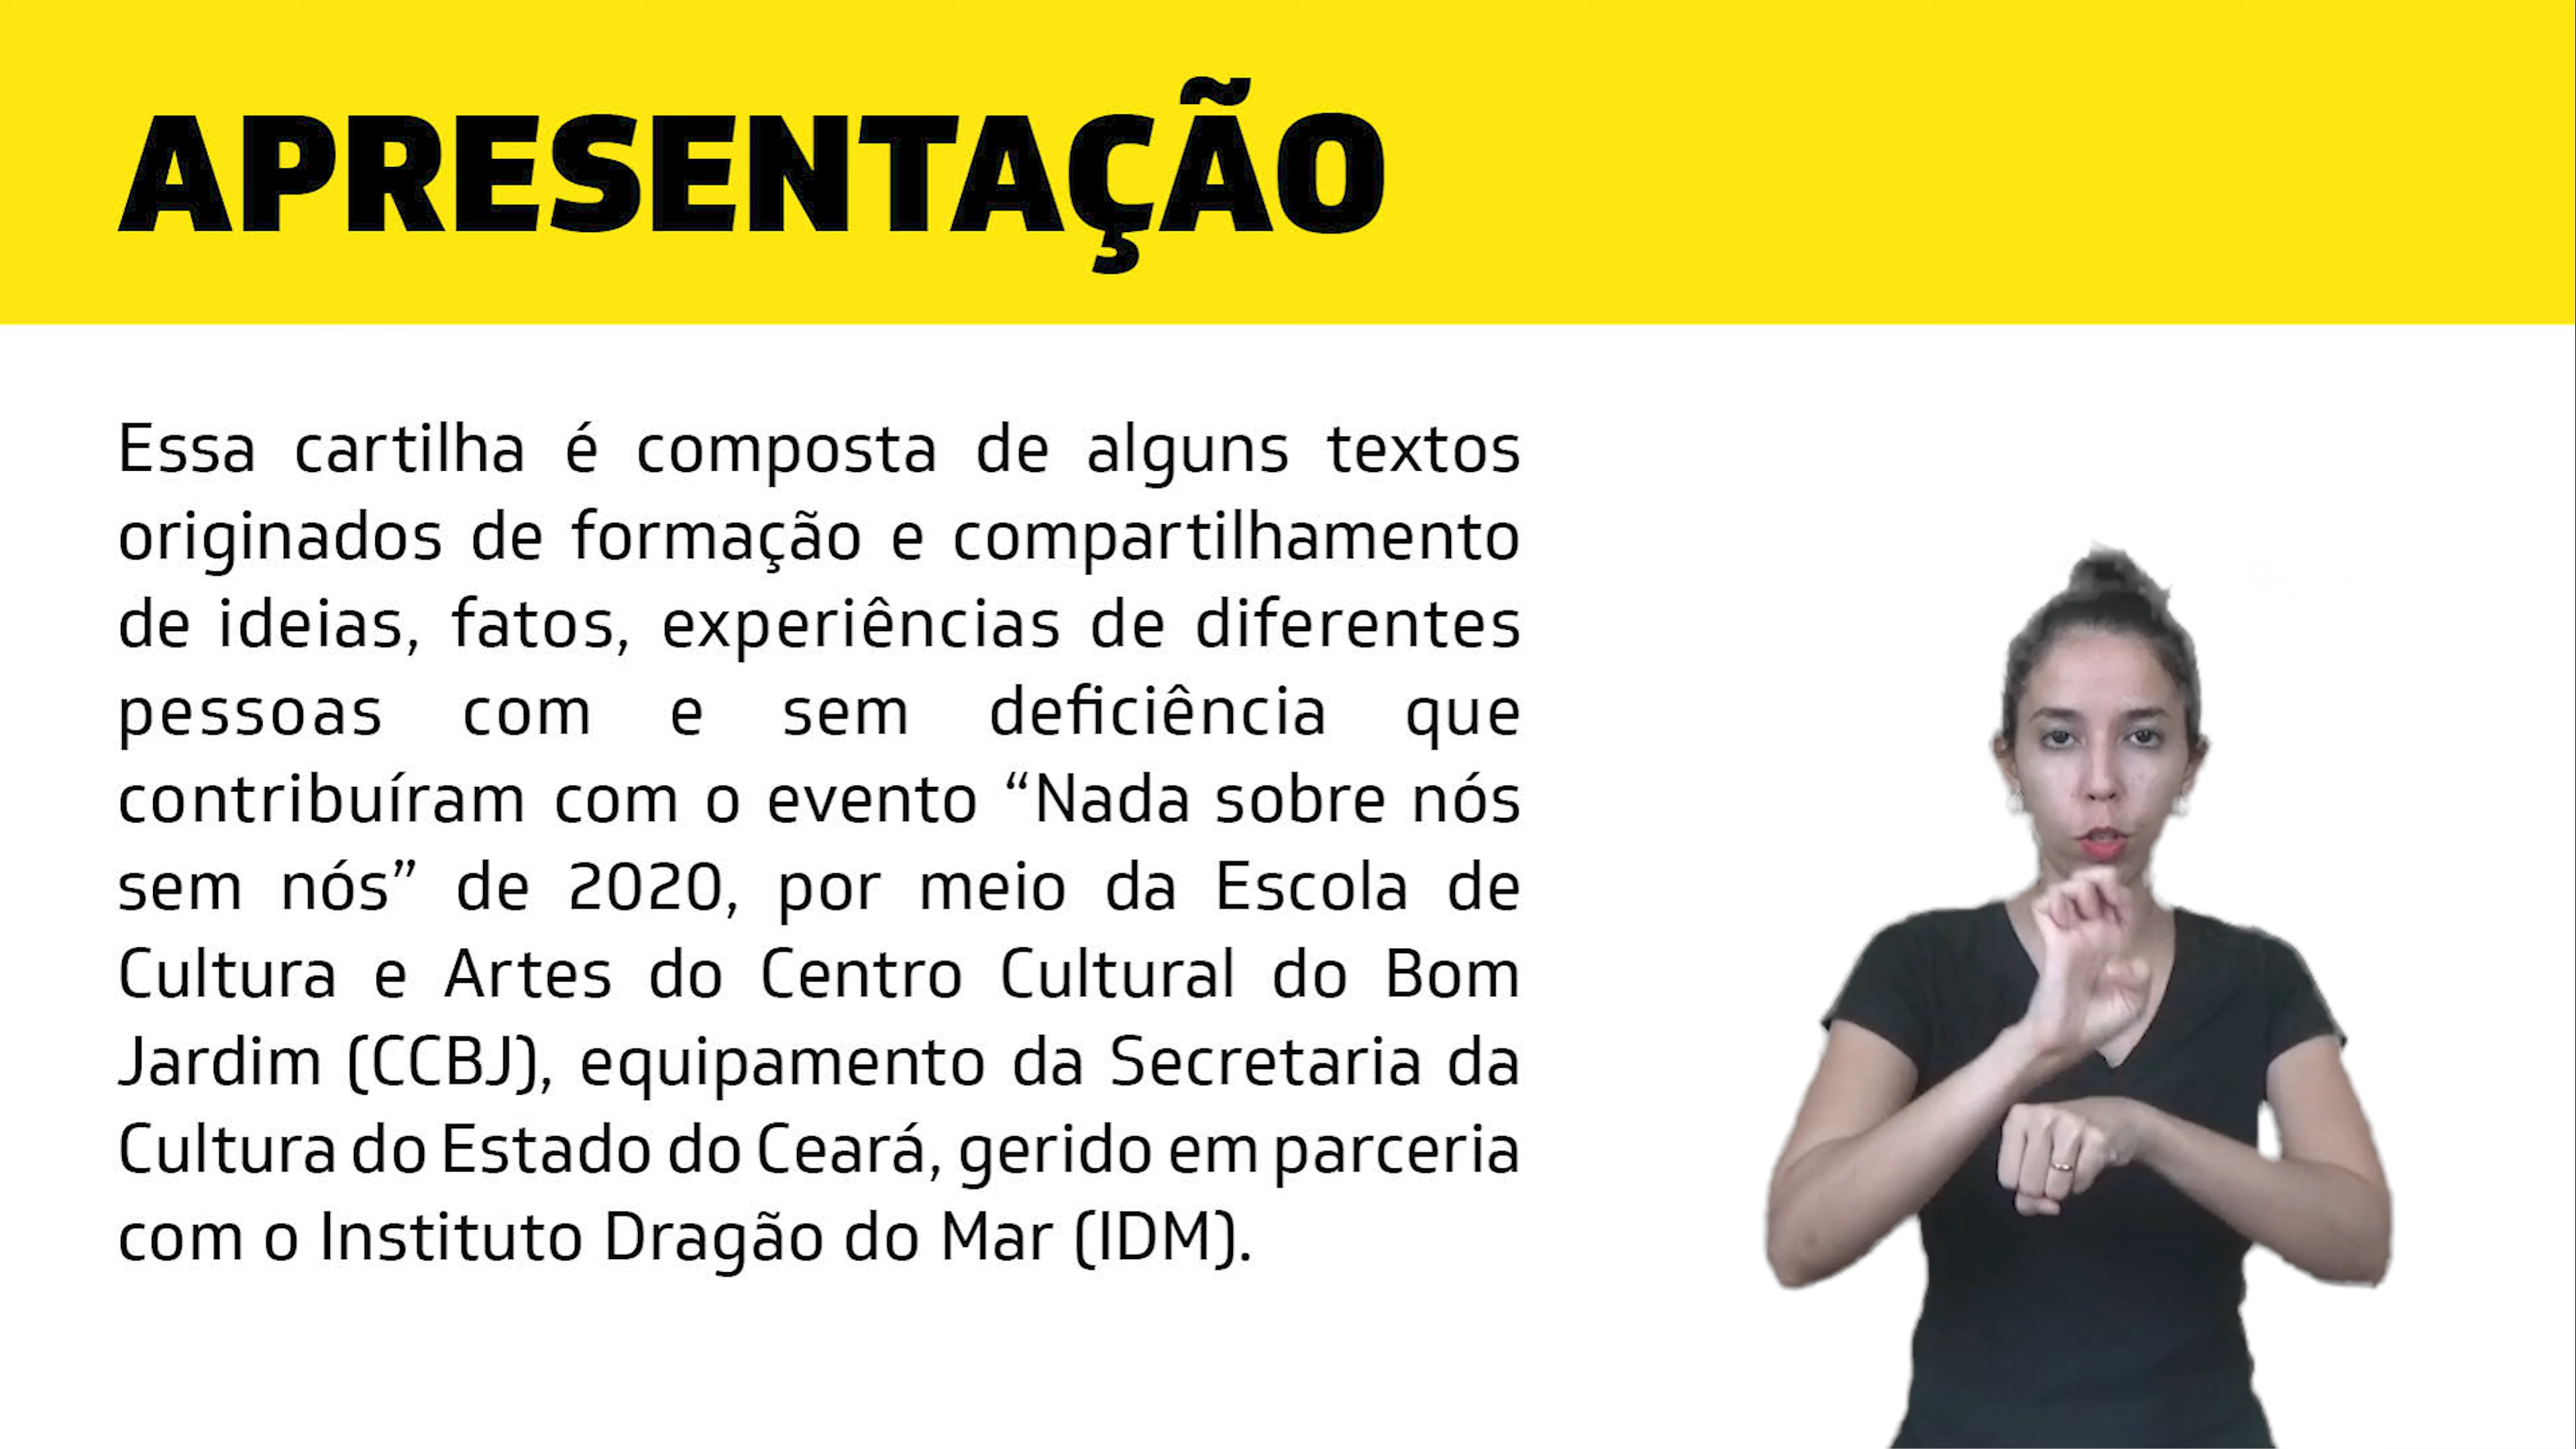 APRESENTAÇÃO
Essa cartilha é composta de alguns textos
originados de formação e compartilhamento
de ideias, fatos, experiências de diferentes
pessoas com e sem deficiência que
contribuíram com o evento “Nada sobre nós
sem nós” de 2020, por meio da Escola de
Cultura e Artes do Centro Cultural do Bom
Jardim (CCBJ), equipamento da Secretaria da
Cultura do Estado do Ceará, gerido em parceria
com o Instituto Dragão do Mar (IDM).